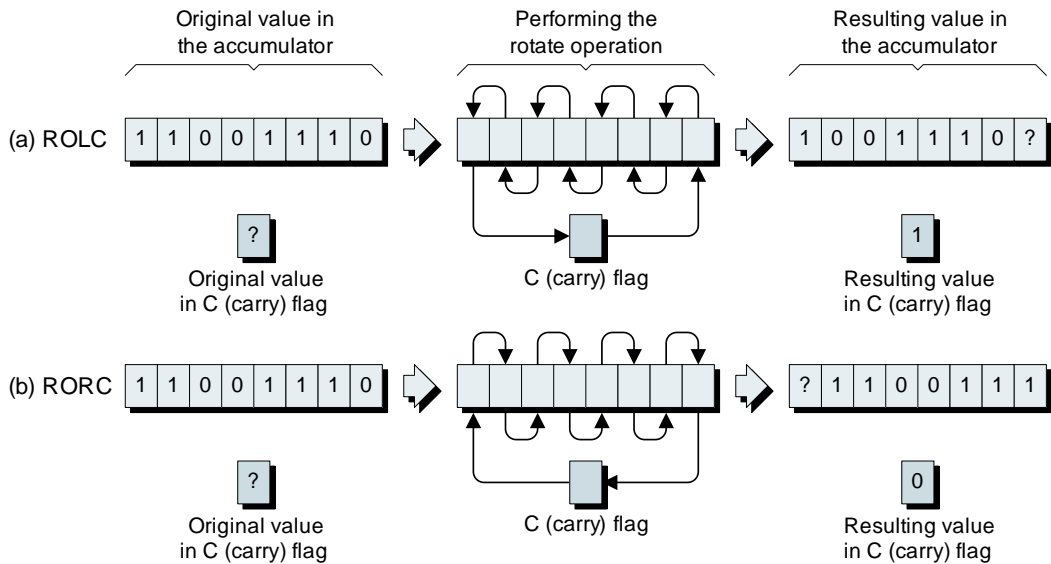 Original value in
the accumulator
Performing the
rotate operation
Resulting value in
the accumulator
(a) ROLC
1 1 0 0 1 1 1 0
1 0 0 1 1 1 0 ?
?
1
Original value
in C (carry) flag
C (carry) flag
Resulting value
in C (carry) flag
(b) RORC
1 1 0 0 1 1 1 0
? 1 1 0 0 1 1 1
?
0
Original value
in C (carry) flag
C (carry) flag
Resulting value
in C (carry) flag